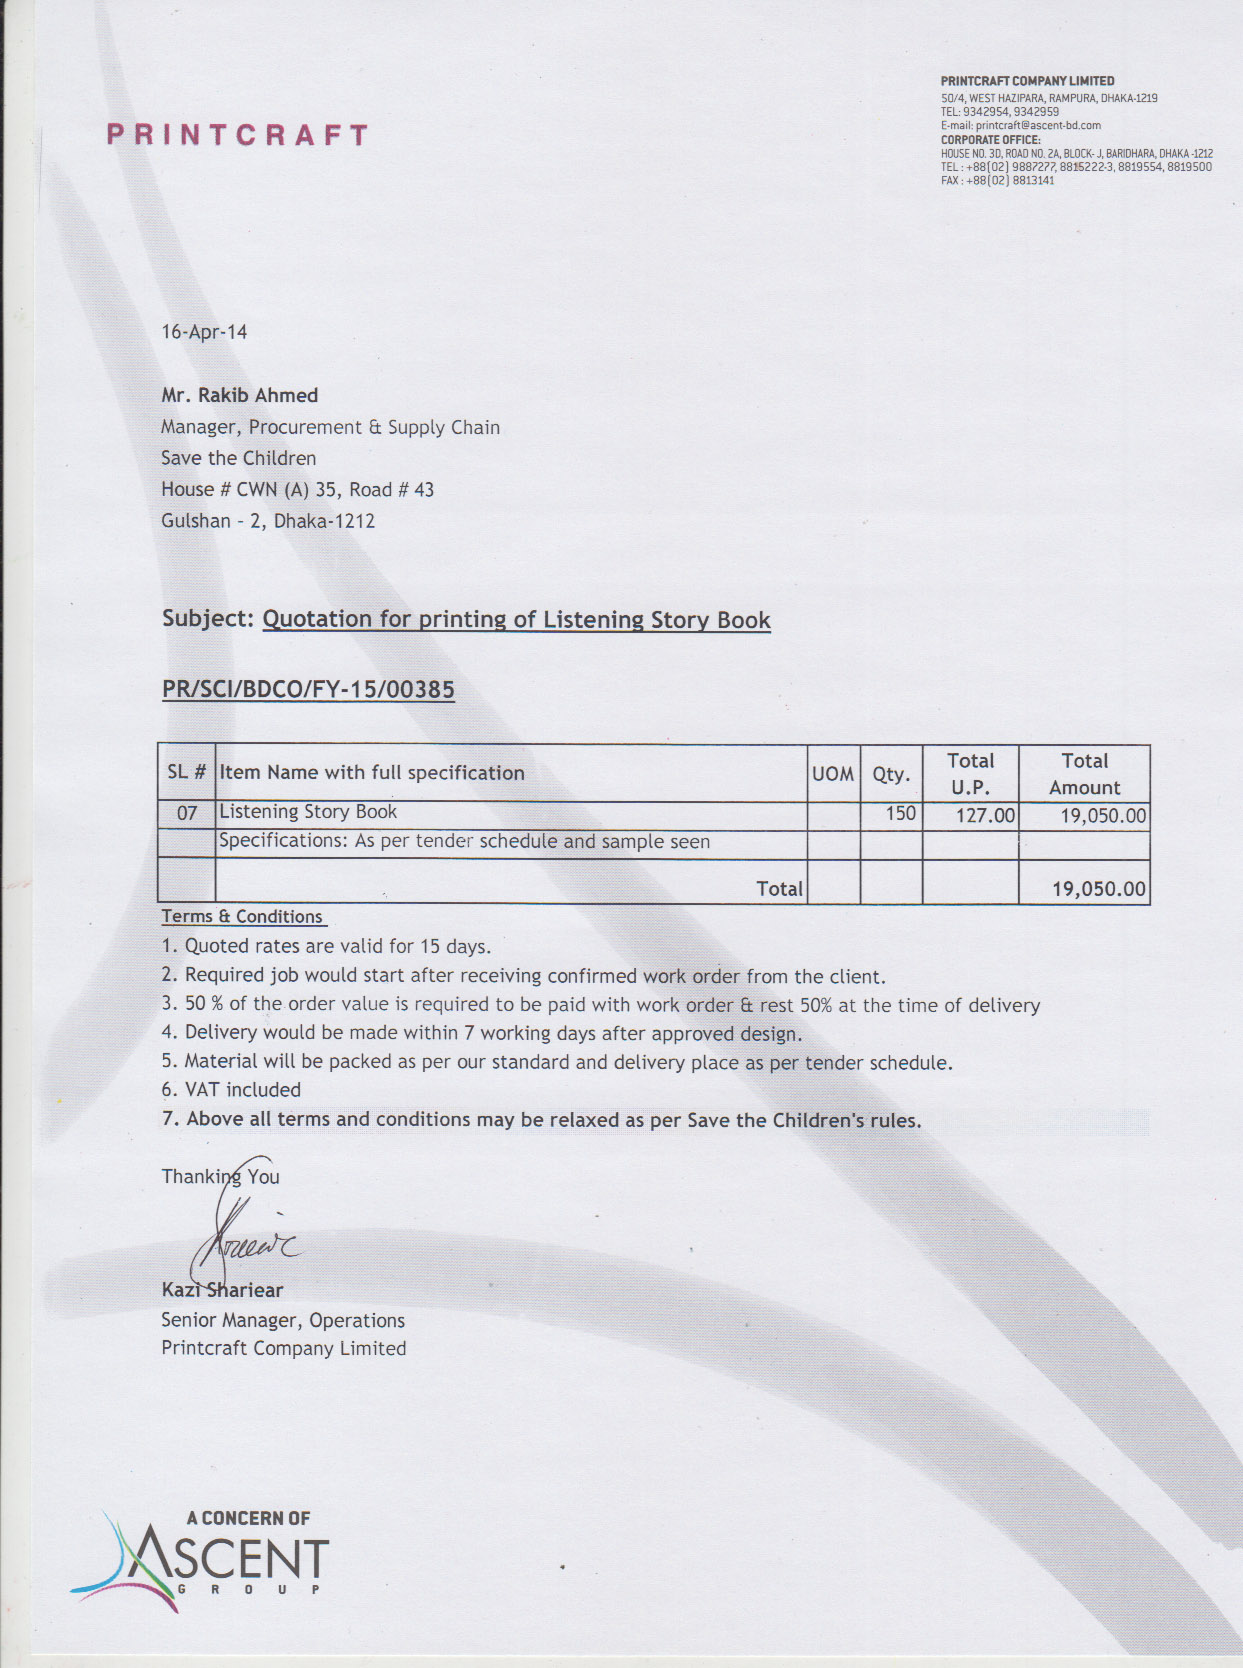 PRINTCRAFT
PRINTCRAFT COMPANY LIMITED
50/4, WEST HAZIPARA, RAMPURA, DHAKA-1219
TEL: 9342954, 9342959
E-mail: printcraft@ascent-bd.com
CORPORATE OFFICE:
HOUSE NO. 3D, ROAD NO. 2A, BLOCK- J, BARIDHARA, DHAKA -1212
TEL : +88(02) 9887277, 8815222-3, 8819554, 8819500
FAX : +88(02) 8813141
16-Apr-14
Mr. Rakib Ahmed
Manager, Procurement & Supply Chain
Save the Children
House # CWN (A) 35, Road # 43
Gulshan - 2, Dhaka-1212
Subject: Quotation for printing of Listening Story Book
PR/SCI/BDCO/FY-15/00385
SL # Item Name with full specification UOM Qty. Total U.P. Total Amount
07 Listening Story Book 150 127.00 19,050.00
Specifications: As per tender schedule and sample seen
Total 19,050.00
Terms & Conditions
1. Quoted rates are valid for 15 days.
2. Required job would start after receiving confirmed work order from the client.
3. 50 % of the order value is required to be paid with work order & rest 50% at the time of delivery
4. Delivery would be made within 7 working days after approved design.
5. Material will be packed as per our standard and delivery place as per tender schedule.
6. VAT included
7. Above all terms and conditions may be relaxed as per Save the Children's rules.
Thanking You
Kazi Shariear
Senior Manager, Operations
Printcraft Company Limited
A CONCERN OF
ASCENT
GROUP